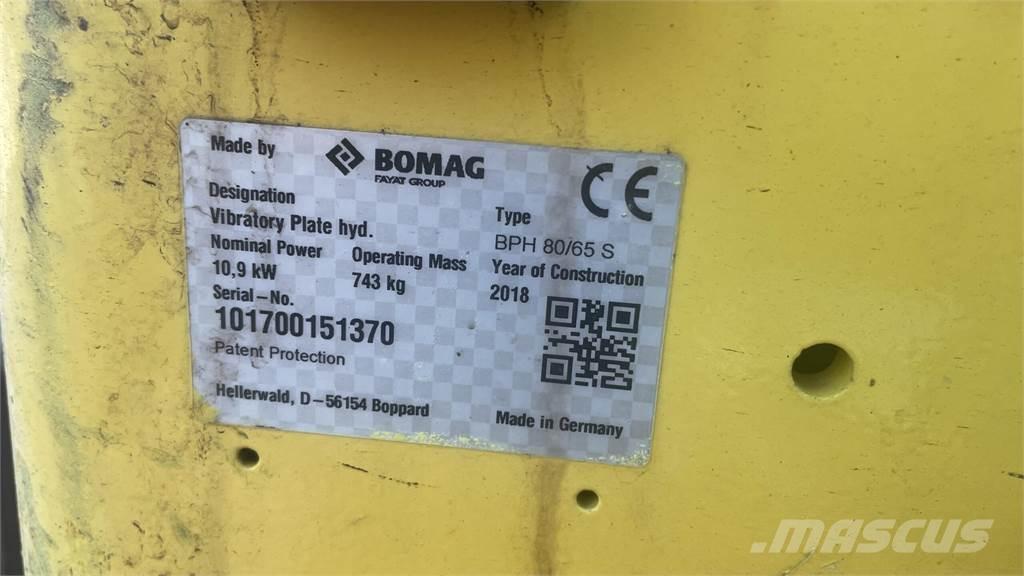 Made by
BOMAG
FAYAT GROUP
CE
Designation
Vibratory Plate hyd.
Type
BPH 80/65 S
Nominal Power
10,9 kW
Operating Mass
743 kg
Year of Construction
2018
Serial-No.
101700151370
Patent Protection
Hellerwald, D-56154 Boppard
Made in Germany
MASCUS